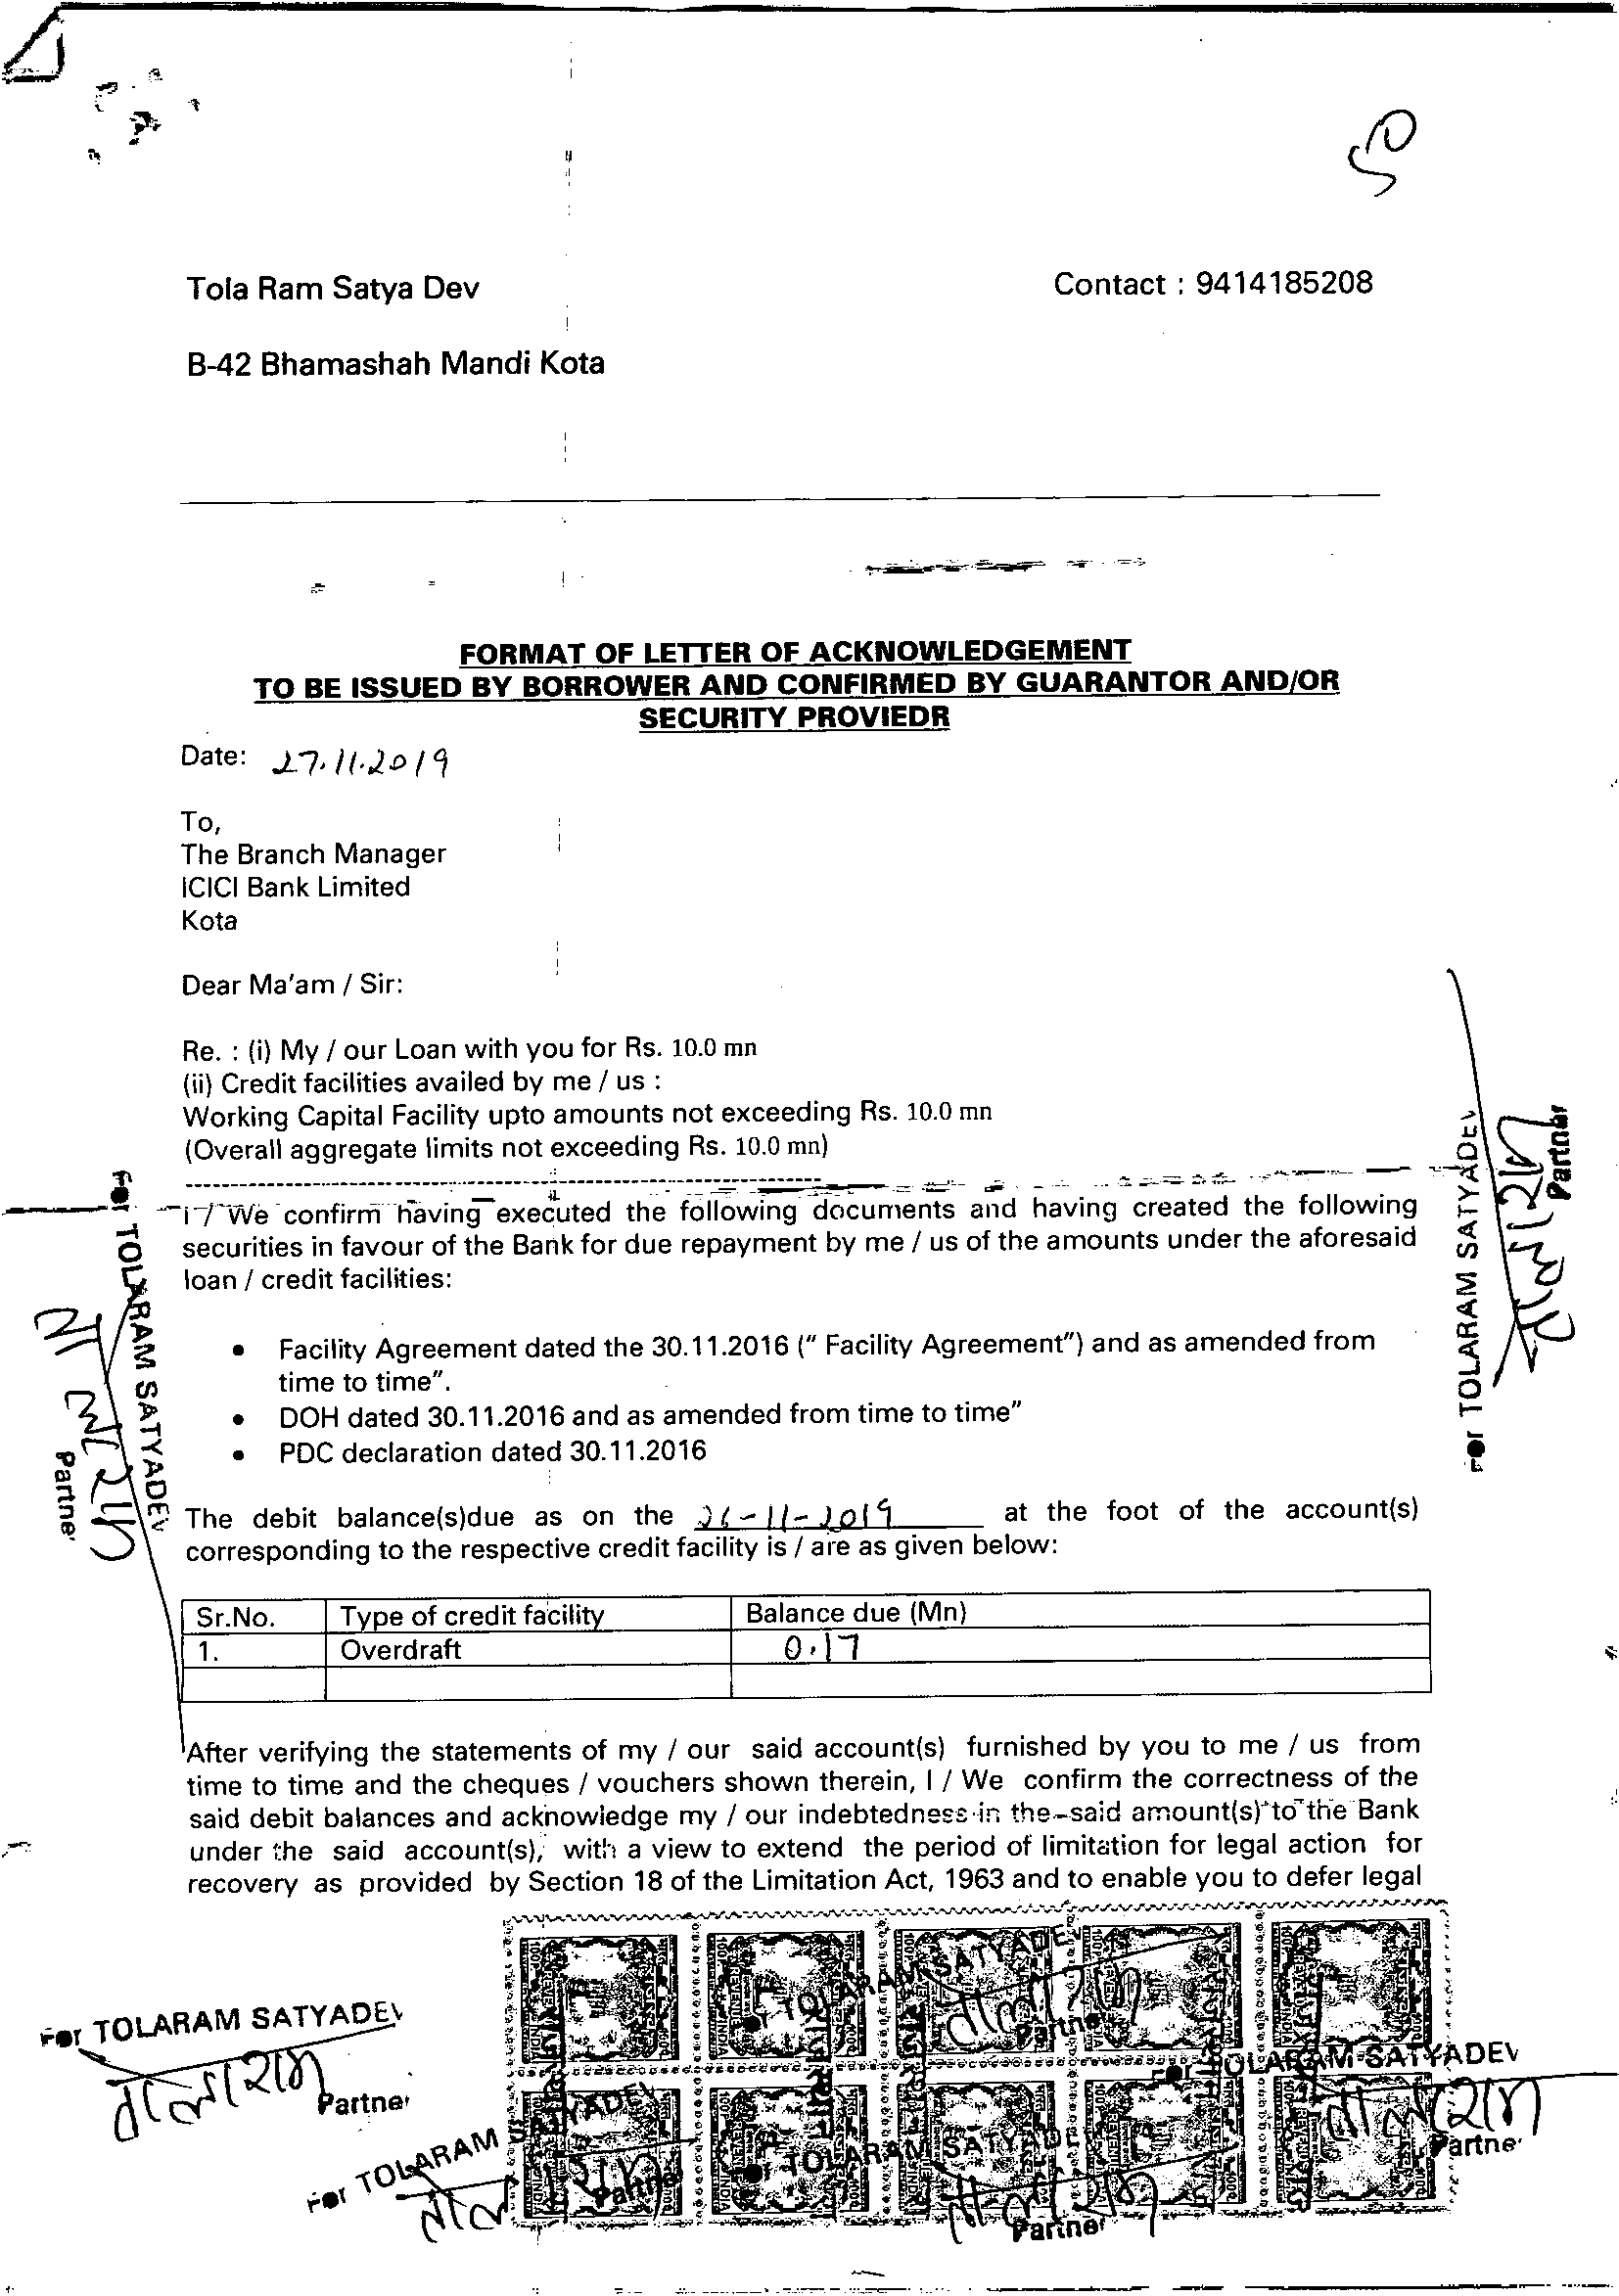 50
Tola Ram Satya Dev Contact : 9414185208
B-42 Bhamashah Mandi Kota
FORMAT OF LETTER OF ACKNOWLEDGEMENT
TO BE ISSUED BY BORROWER AND CONFIRMED BY GUARANTOR AND/OR
SECURITY PROVIEDR
Date: 27.11.2019
To,
The Branch Manager
ICICI Bank Limited
Kota
Dear Ma'am / Sir:
Re. : (i) My / our Loan with you for Rs. 10.0 mn
(ii) Credit facilities availed by me / us :
Working Capital Facility upto amounts not exceeding Rs. 10.0 mn
(Overall aggregate limits not exceeding Rs. 10.0 mn)
I / We confirm having executed the following documents and having created the following
securities in favour of the Bank for due repayment by me / us of the amounts under the aforesaid
loan / credit facilities:
• Facility Agreement dated the 30.11.2016 (" Facility Agreement") and as amended from
time to time".
• DOH dated 30.11.2016 and as amended from time to time"
• PDC declaration dated 30.11.2016
The debit balance(s)due as on the 26-11-2019 at the foot of the account(s)
corresponding to the respective credit facility is / are as given below:
Sr.No. Type of credit facility Balance due (Mn)
1. Overdraft 0.17
After verifying the statements of my / our said account(s) furnished by you to me / us from
time to time and the cheques / vouchers shown therein, I / We confirm the correctness of the
said debit balances and acknowledge my / our indebtedness in the said amount(s) to the Bank
under the said account(s), with a view to extend the period of limitation for legal action for
recovery as provided by Section 18 of the Limitation Act, 1963 and to enable you to defer legal
For TOLARAM SATYADEV
तोलाराम
Partner
For TOLARAM SATYADEV
तोलाराम
Partner
For TOLARAM SATYADEV
तोलाराम
Partner
For TOLARAM SATYADEV
तोलाराम
Partner
For TOLARAM SATYADEV
तोलाराम
Partner
For TOLARAM SATYADEV
Partner
For TOLARAM SATYADEV
तोलाराम
Partner